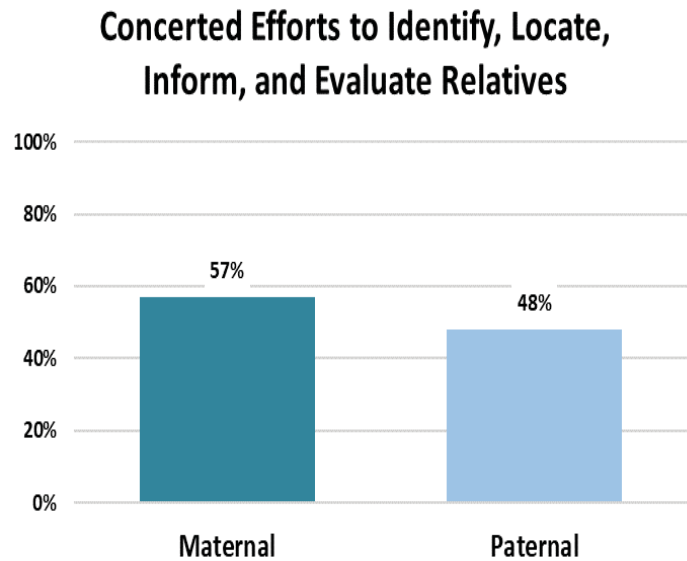 Concerted Efforts to Identify, Locate,
Inform, and Evaluate Relatives
100%
80%
60%
40%
20%
0%
57%
48%
Maternal
Paternal